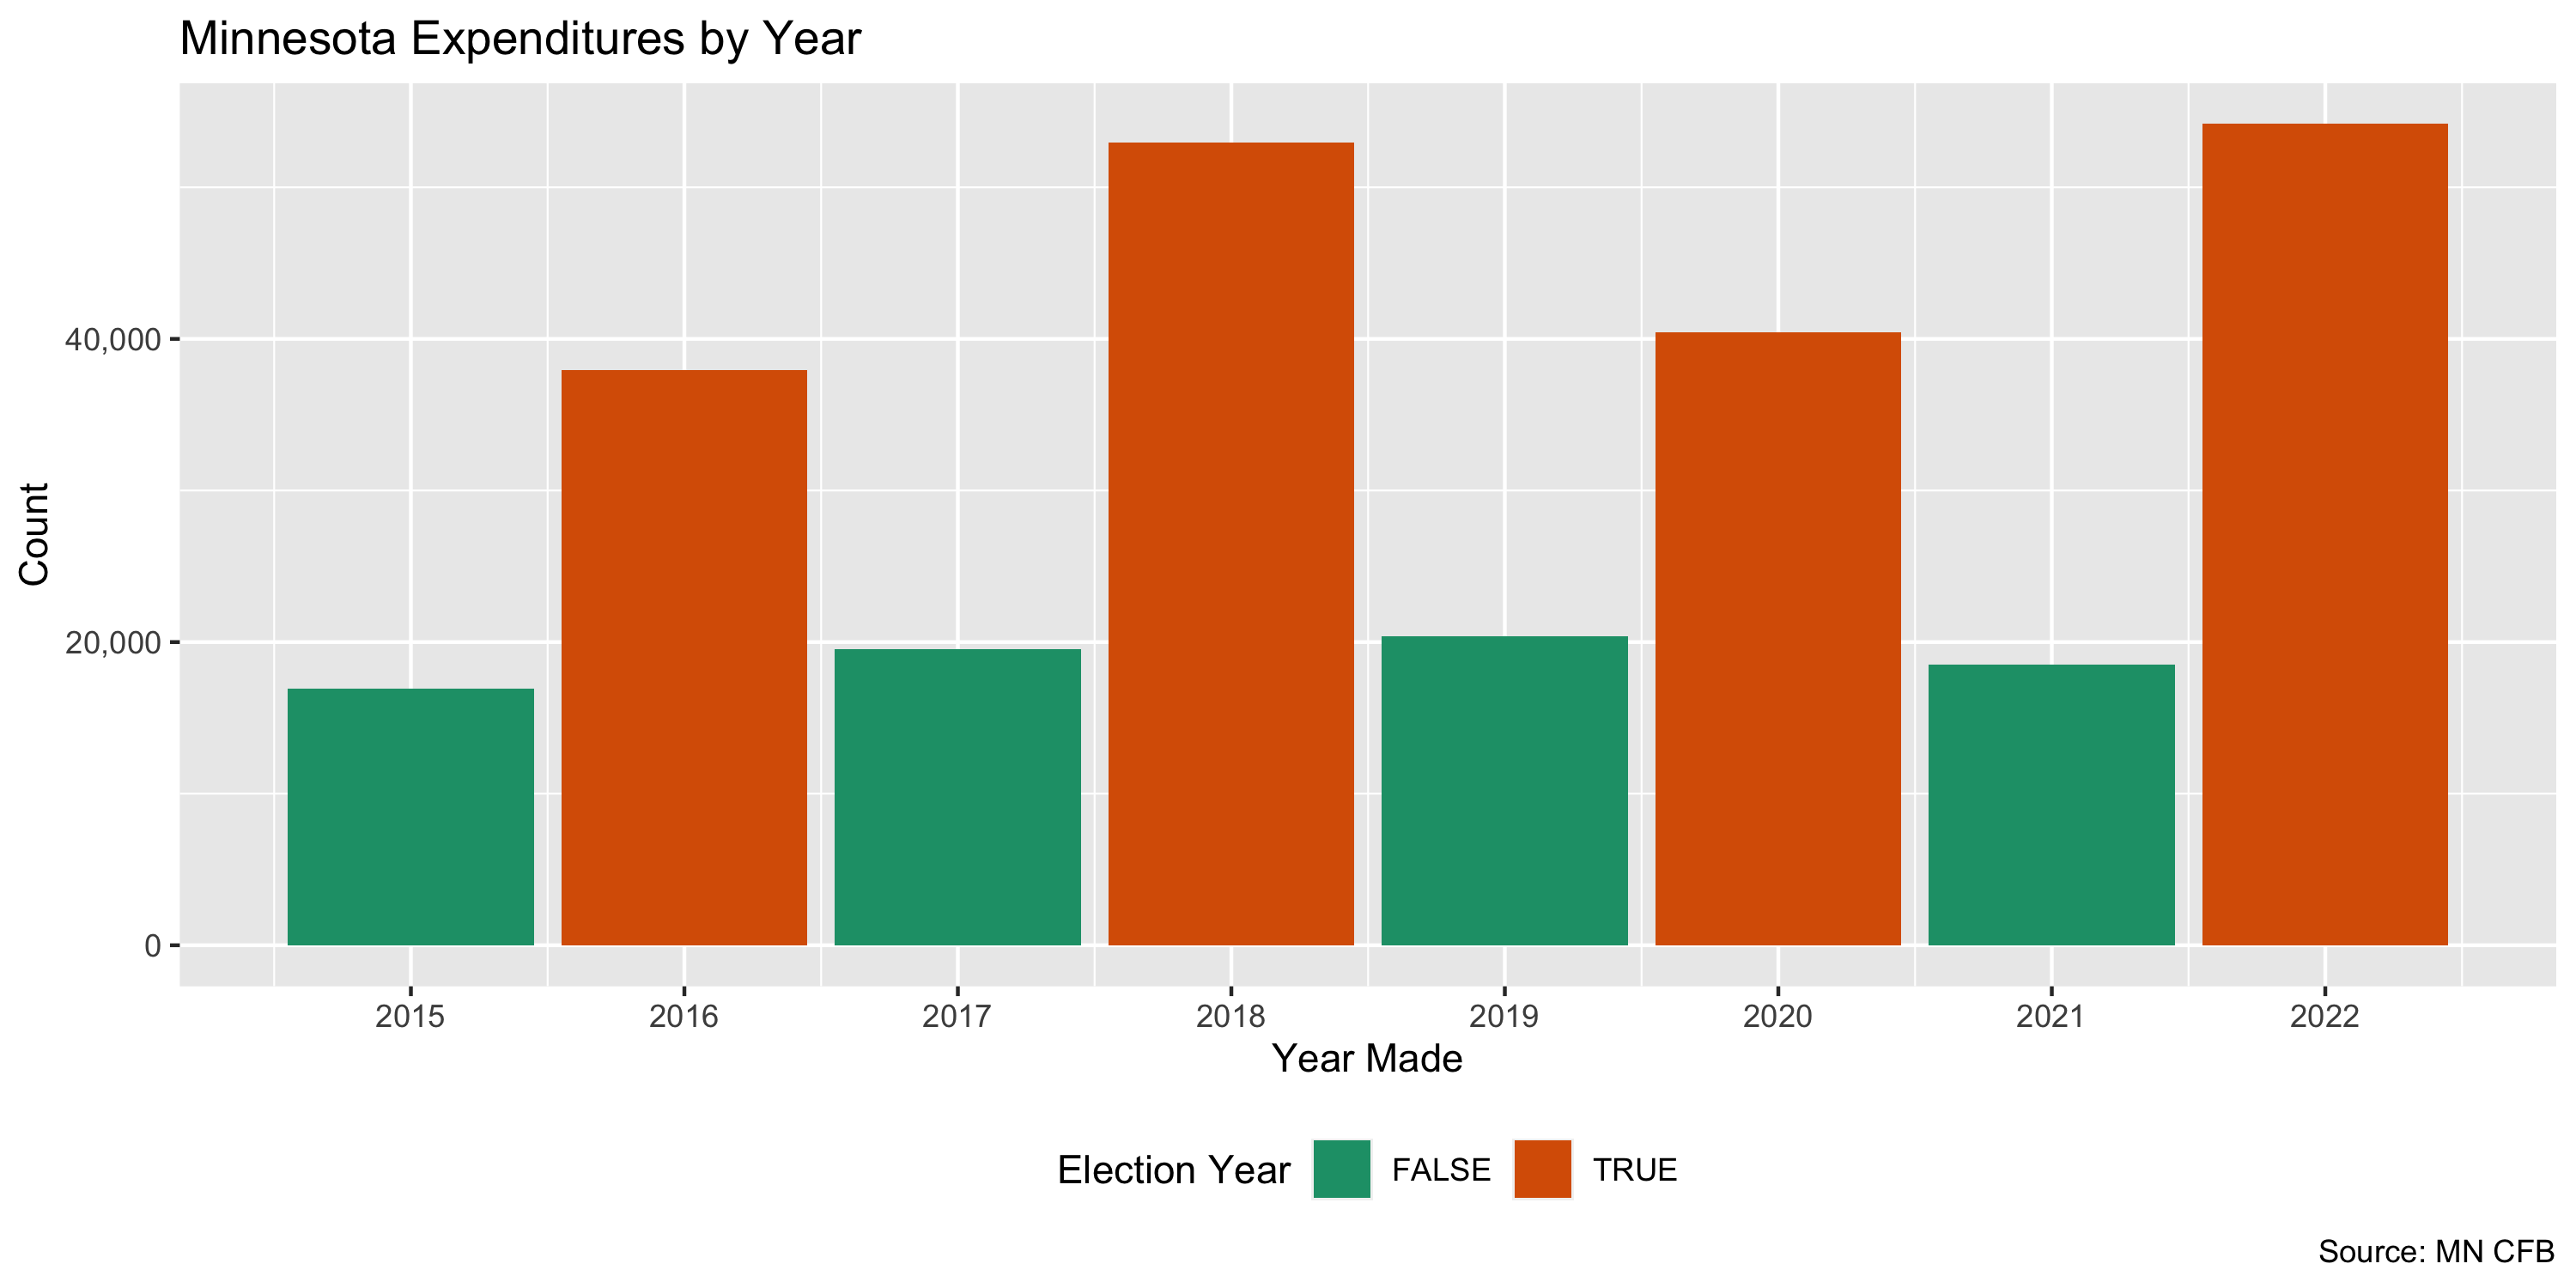 Minnesota Expenditures by Year
Count
40,000
20,000
0
2015 2016 2017 2018 2019 2020 2021 2022
Year Made
Election Year FALSE TRUE
Source: MN CFB